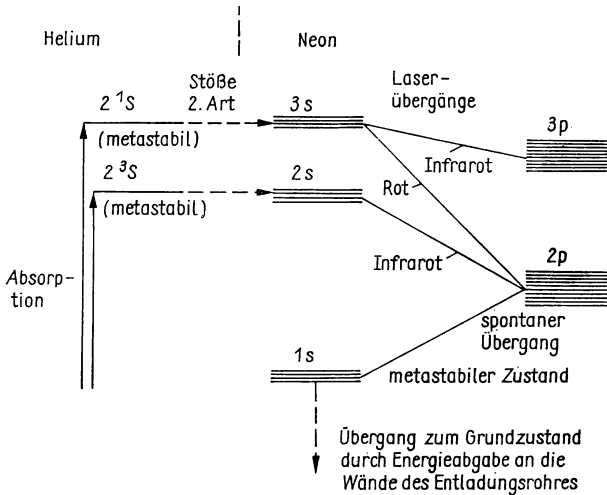 Helium
Neon
Stöße
2. Art
Laser-
übergänge
2 ¹S
(metastabil)
3s
3p
Infrarot
Rot
2 ³S
(metastabil)
2s
Infrarot
2p
Absorp-
tion
spontaner
Übergang
1s
metastabiler Zustand
Übergang zum Grundzustand
durch Energieabgabe an die
Wände des Entladungsrohres